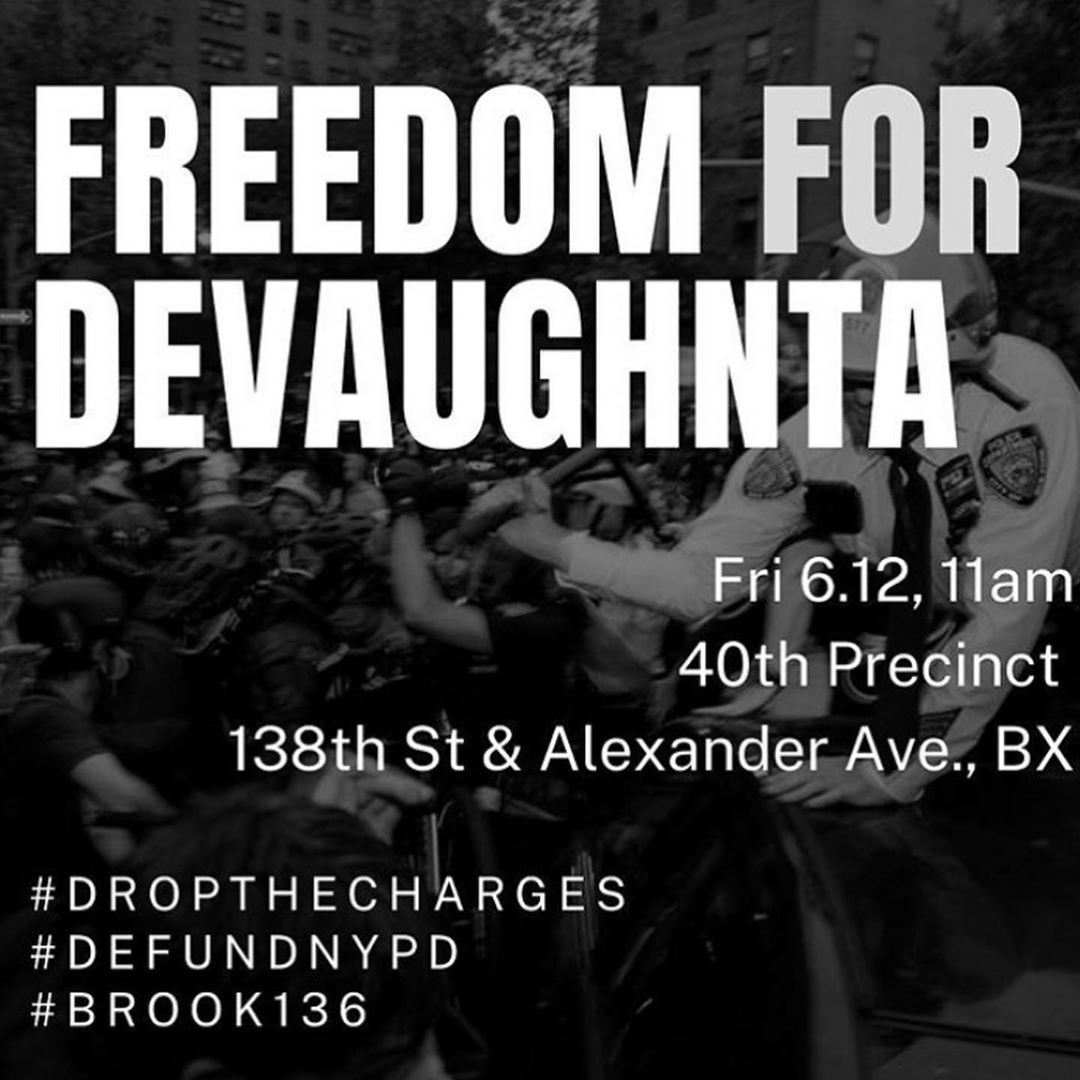 FREEDOM FOR
DEVAUGHNTA
Fri 6.12, 11am
40th Precinct
138th St & Alexander Ave., BX
#DROPTHECHARGES
#DEFUNDNYPD
#BROOK136